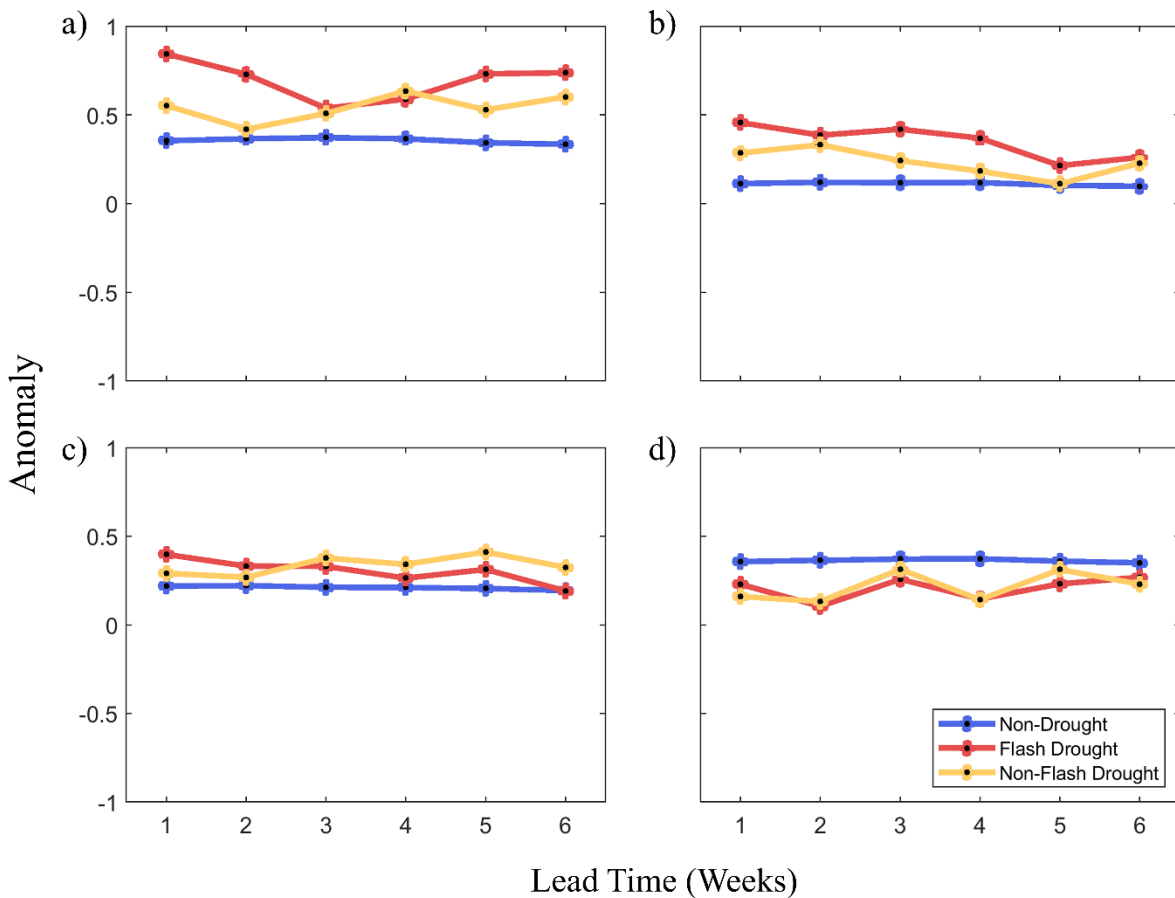 a)
1
0.5
0
-0.5
-1
b)
Anomaly
c)
1
0.5
0
-0.5
-1
1 2 3 4 5 6
d)
Non-Drought
Flash Drought
Non-Flash Drought
1 2 3 4 5 6
Lead Time (Weeks)